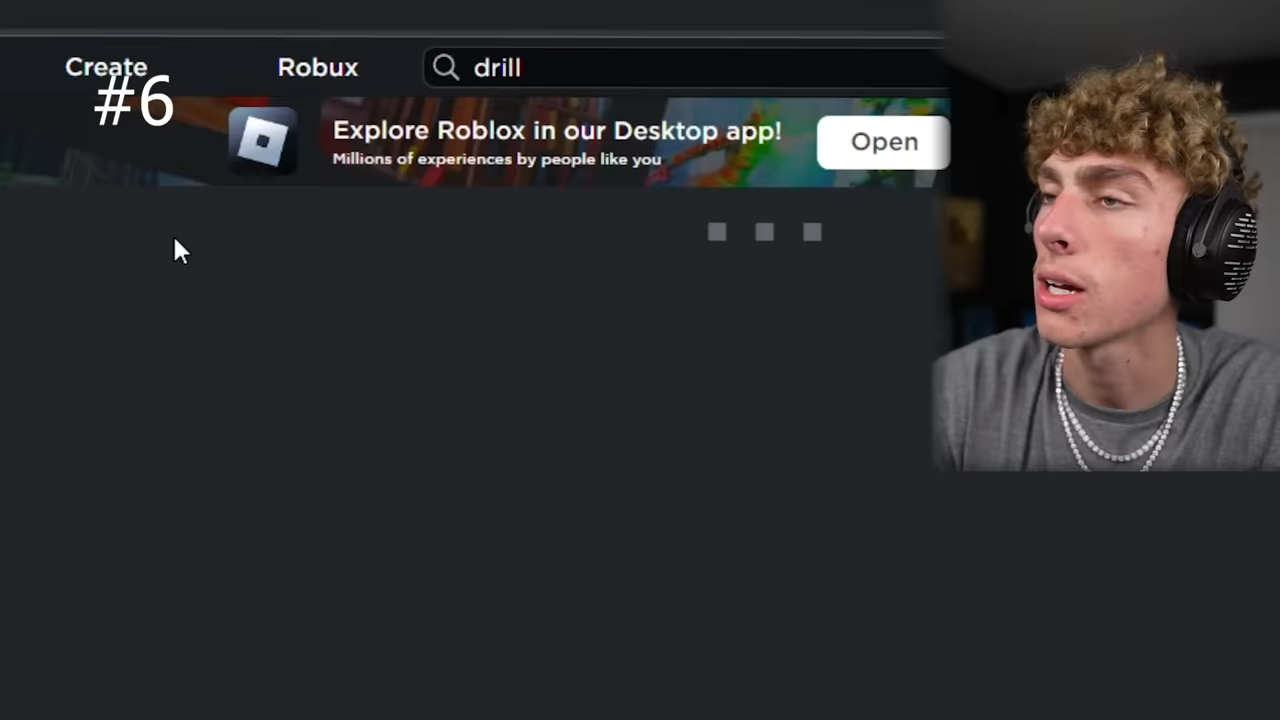 Create
Robux
drill
#6
Explore Roblox in our Desktop app!
Millions of experiences by people like you
Open